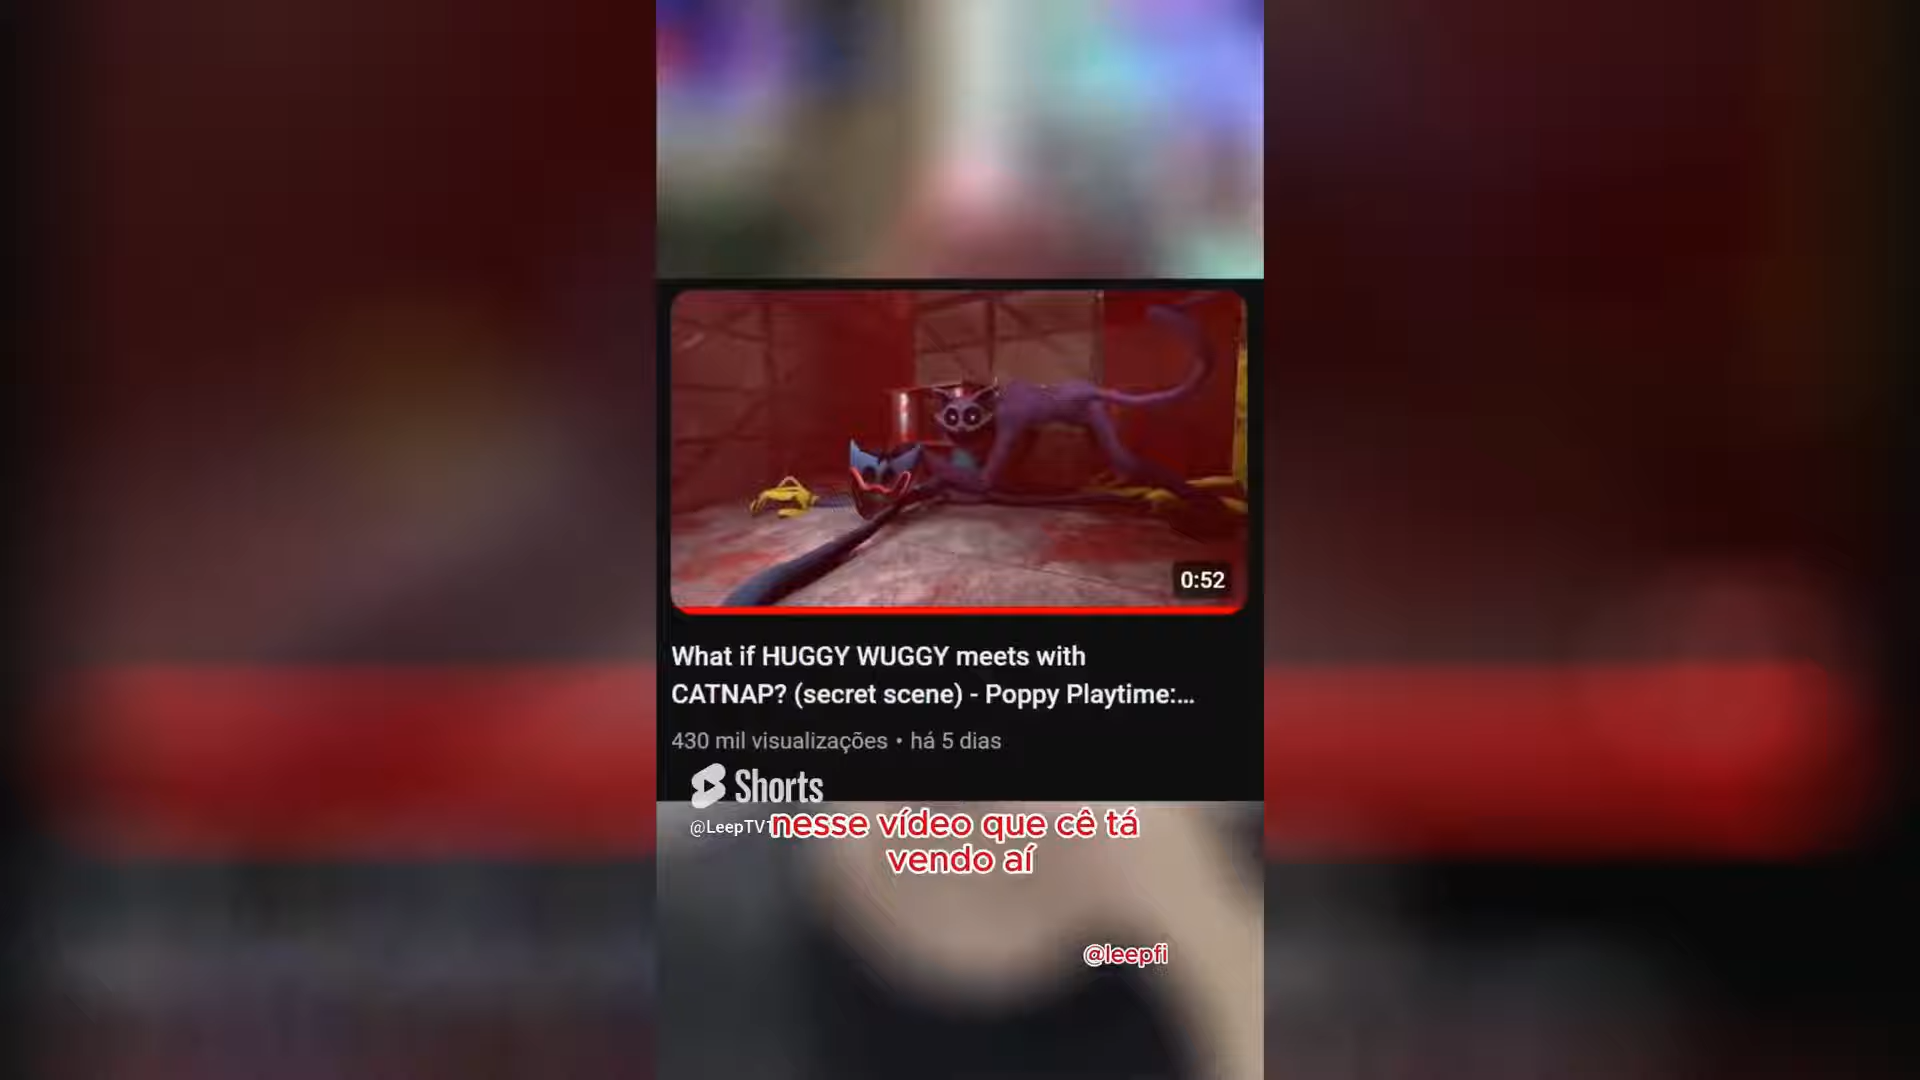 0:52
What if HUGGY WUGGY meets with
CATNAP? (secret scene) - Poppy Playtime:...
430 mil visualizações • há 5 dias
Shorts
@LeepTV1
nesse vídeo que cê tá
vendo aí
@leepfi